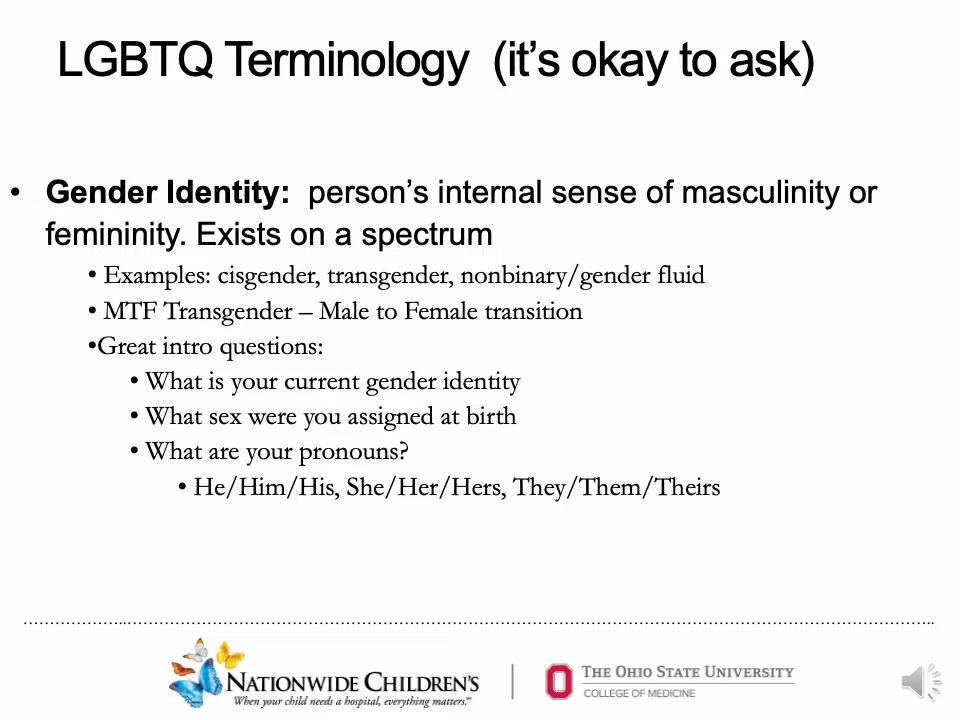 LGBTQ Terminology (it's okay to ask)
• Gender Identity: person's internal sense of masculinity or
femininity. Exists on a spectrum
• Examples: cisgender, transgender, nonbinary/gender fluid
• MTF Transgender – Male to Female transition
•Great intro questions:
• What is your current gender identity
• What sex were you assigned at birth
• What are your pronouns?
• He/Him/His, She/Her/Hers, They/Them/Theirs
NATIONWIDE CHILDREN'S
When your child needs a hospital, everything matters.™
THE OHIO STATE UNIVERSITY
COLLEGE OF MEDICINE